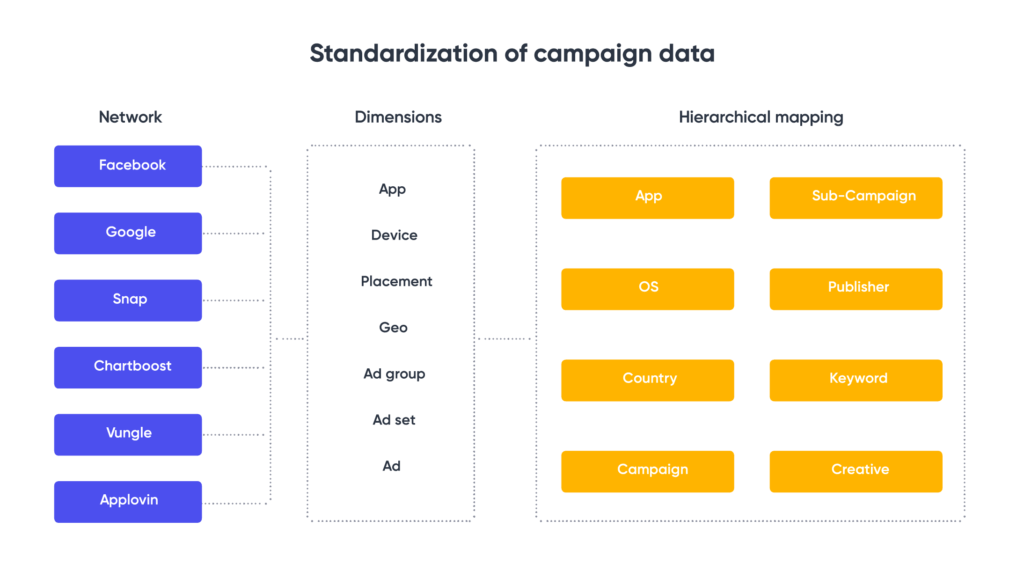 Standardization of campaign data
Network
Facebook
Google
Snap
Chartboost
Vungle
Applovin
Dimensions
App
Device
Placement
Geo
Ad group
Ad set
Ad
Hierarchical mapping
App
Sub-Campaign
OS
Publisher
Country
Keyword
Campaign
Creative